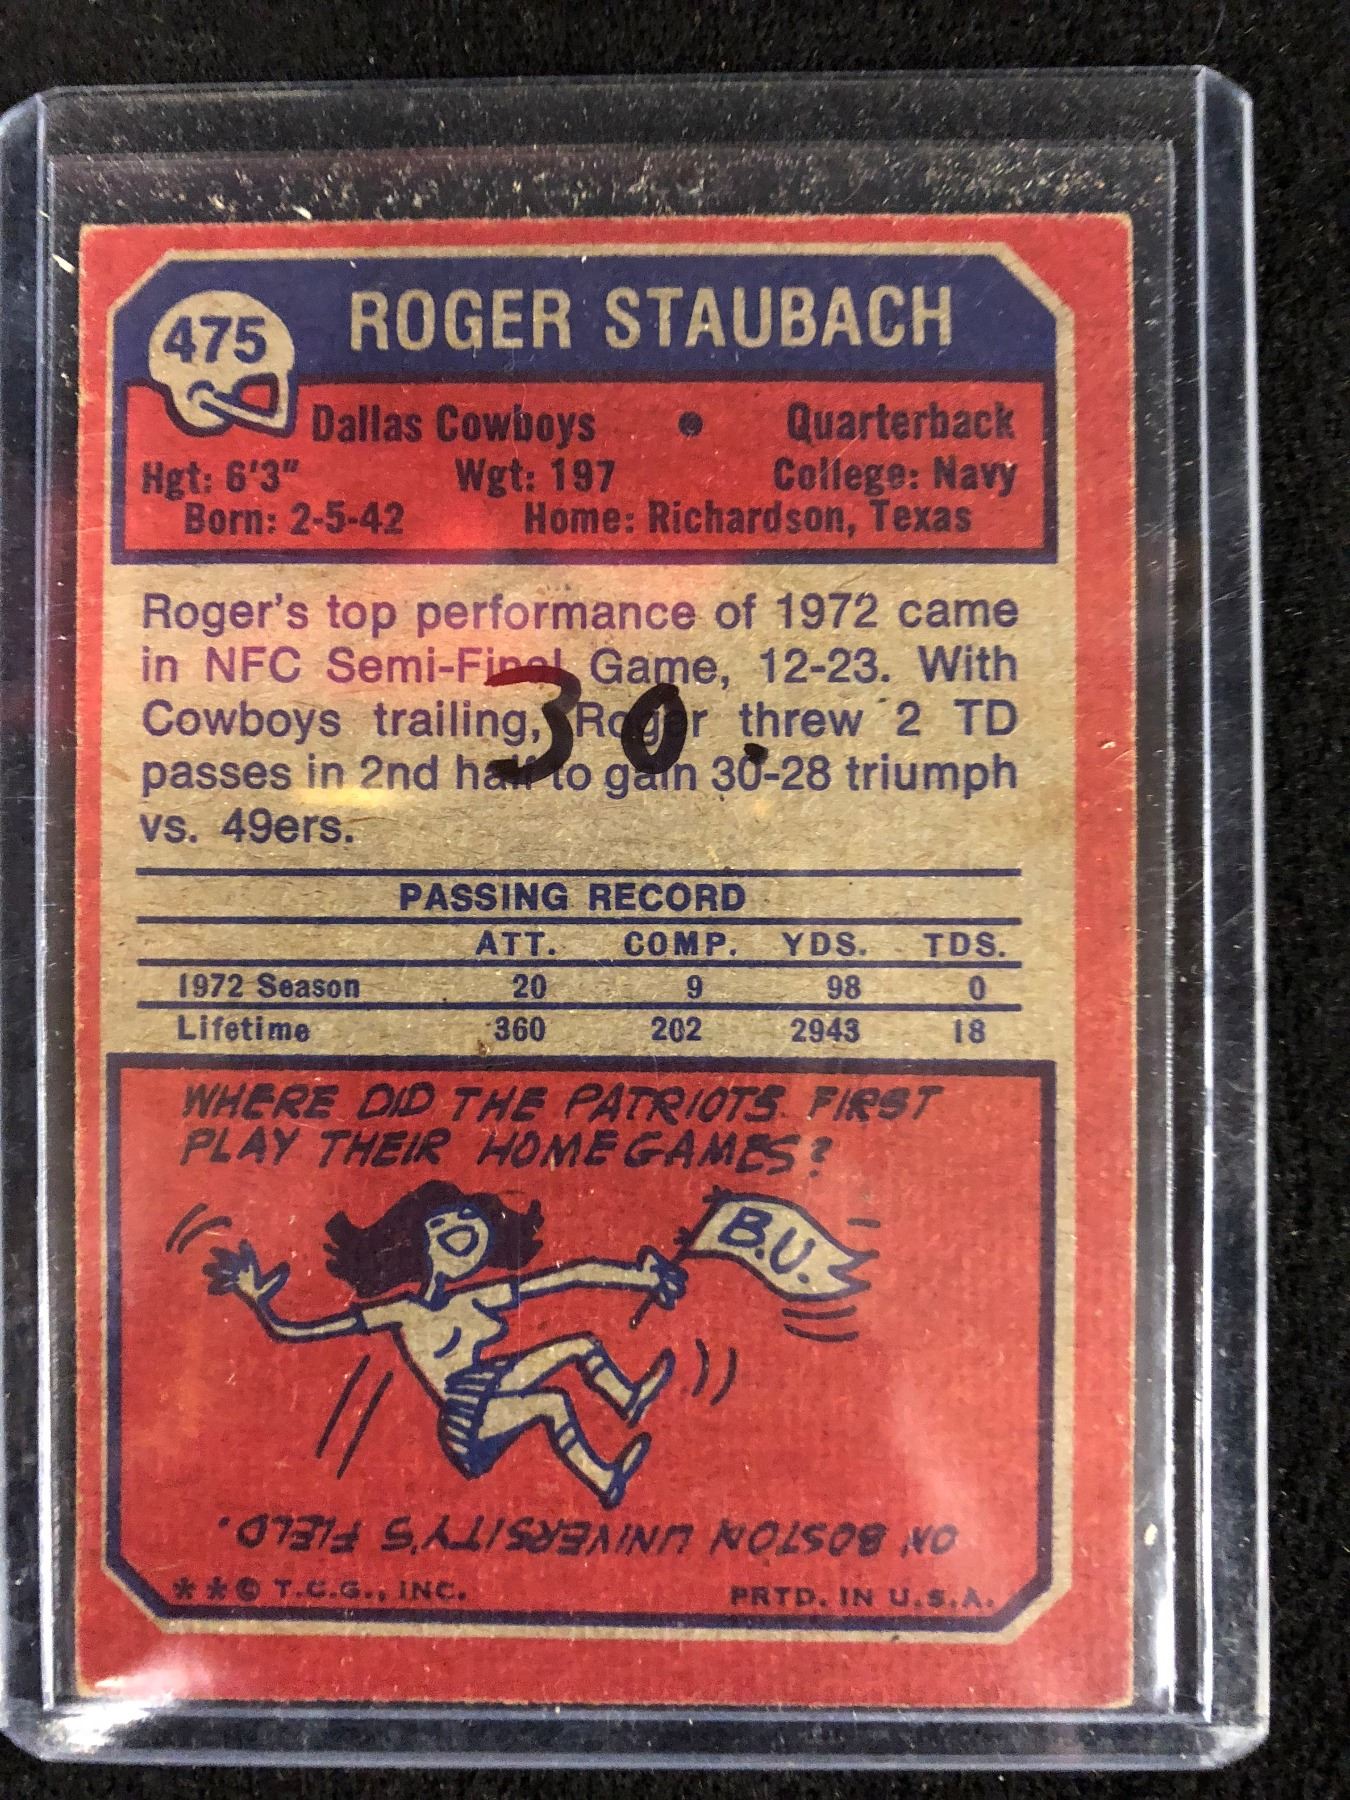 475 ROGER STAUBACH
Dallas Cowboys • Quarterback
Hgt: 6'3" Wgt: 197 College: Navy
Born: 2-5-42 Home: Richardson, Texas
Roger's top performance of 1972 came
in NFC Semi-Final Game, 12-23. With
Cowboys trailing, Roger threw 2 TD
passes in 2nd half to gain 30-28 triumph
vs. 49ers.
30.
PASSING RECORD
ATT. COMP. YDS. TDS.
1972 Season 20 9 98 0
Lifetime 360 202 2943 18
WHERE DID THE PATRIOTS FIRST
PLAY THEIR HOME GAMES?
B.U.
ON BOSTON UNIVERSITY'S FIELD.
**© T.C.G., INC. PRTD. IN U.S.A.